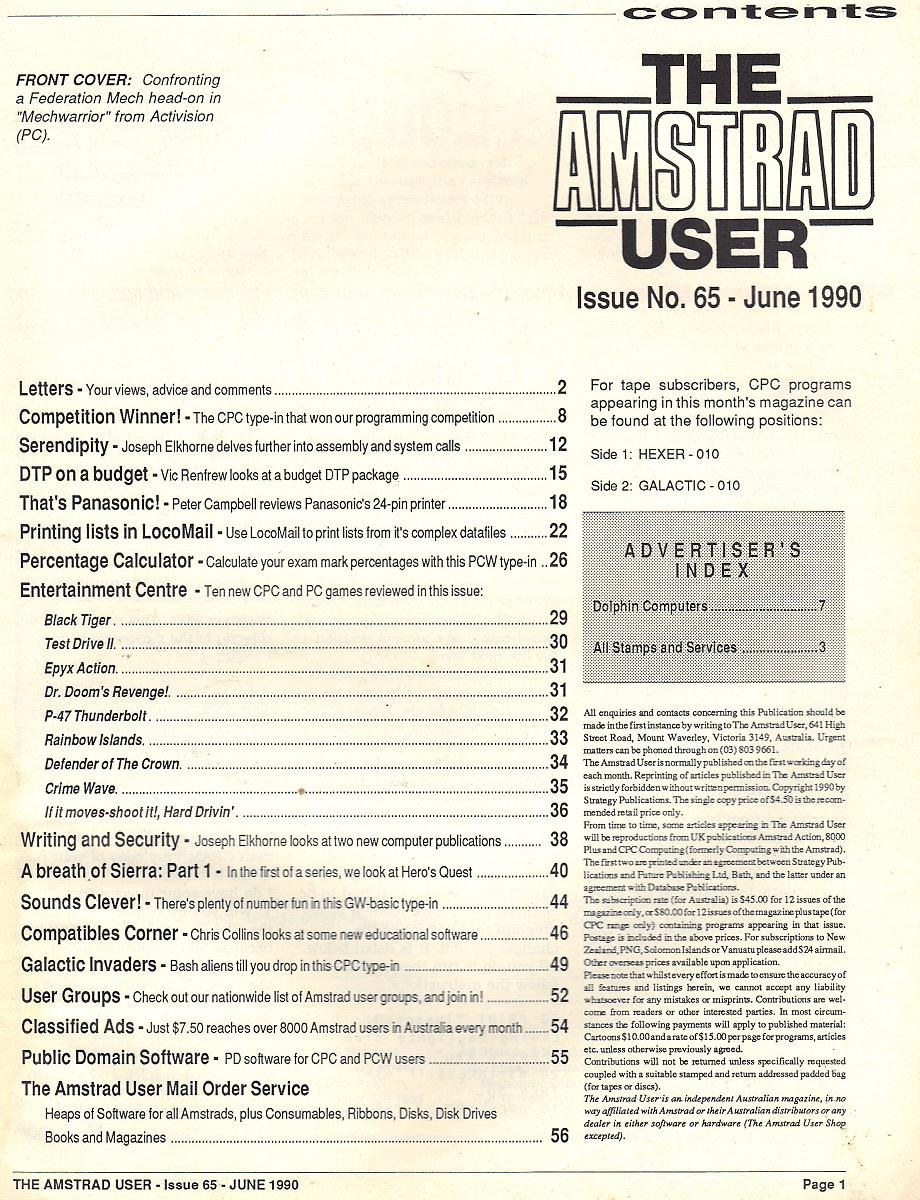 contents
FRONT COVER: Confronting
a Federation Mech head-on in
"Mechwarrior" from Activision
(PC).
THE
AMSTRAD
USER
Issue No. 65 - June 1990
Letters - Your views, advice and comments ........ 2
Competition Winner! - The CPC type-in that won our programming competition ........ 8
Serendipity - Joseph Elkhorne delves further into assembly and system calls ........ 12
DTP on a budget - Vic Renfrew looks at a budget DTP package ........ 15
That's Panasonic! - Peter Campbell reviews Panasonic's 24-pin printer ........ 18
Printing lists in LocoMail - Use LocoMail to print lists from it's complex datafiles ........ 22
Percentage Calculator - Calculate your exam mark percentages with this PCW type-in .. 26
Entertainment Centre - Ten new CPC and PC games reviewed in this issue:
Black Tiger ........ 29
Test Drive II ........ 30
Epyx Action ........ 31
Dr. Doom's Revenge! ........ 31
P-47 Thunderbolt ........ 32
Rainbow Islands ........ 33
Defender of The Crown ........ 34
Crime Wave ........ 35
If it moves-shoot it!, Hard Drivin' ........ 36
Writing and Security - Joseph Elkhorne looks at two new computer publications ........ 38
A breath of Sierra: Part 1 - In the first of a series, we look at Hero's Quest ........ 40
Sounds Clever! - There's plenty of number fun in this GW-basic type-in ........ 44
Compatibles Corner - Chris Collins looks at some new educational software ........ 46
Galactic Invaders - Bash aliens till you drop in this CPC type-in ........ 49
User Groups - Check out our nationwide list of Amstrad user groups, and join in! ........ 52
Classified Ads - Just $7.50 reaches over 8000 Amstrad users in Australia every month ...... 54
Public Domain Software - PD software for CPC and PCW users ........ 55
The Amstrad User Mail Order Service
Heaps of Software for all Amstrads, plus Consumables, Ribbons, Disks, Disk Drives
Books and Magazines ........ 56
For tape subscribers, CPC programs
appearing in this month's magazine can
be found at the following positions:
Side 1: HEXER - 010
Side 2: GALACTIC - 010
ADVERTISER'S
INDEX
Dolphin Computers ........ 7
All Stamps and Services ........ 3
All enquiries and contacts concerning this Publication should be
made in the first instance by writing to The Amstrad User, 641 High
Street Road, Mount Waverley, Victoria 3149, Australia. Urgent
matters can be phoned through on (03) 803 9661.
The Amstrad User is normally published on the first working day of
each month. Reprinting of articles published in The Amstrad User
is strictly forbidden without written permission. Copyright 1990 by
Strategy Publications. The single copy price of $4.50 is the recom-
mended retail price only.
From time to time, some articles appearing in The Amstrad User
will be reproductions from UK publications Amstrad Action, 8000
Plus and CPC Computing (formerly Computing with the Amstrad).
The first two are printed under an agreement between Strategy Pub-
lications and Future Publishing Ltd, Bath, and the latter under an
agreement with Database Publications.
The subscription rate (for Australia) is $45.00 for 12 issues of the
magazine only, or $80.00 for 12 issues of the magazine plus tape (for
CPC range only) containing programs appearing in that issue.
Postage is included in the above prices. For subscriptions to New
Zealand, PNG, Solomon Islands or Vanuatu please add $24 airmail.
Other overseas prices available upon application.
Please note that whilst every effort is made to ensure the accuracy of
all features and listings herein, we cannot accept any liability
whatsoever for any mistakes or misprints. Contributions are wel-
come from readers or other interested parties. In most circum-
stances the following payments will apply to published material:
Cartoons $10.00 and a rate of $15.00 per page for programs, articles
etc. unless otherwise previously agreed.
Contributions will not be returned unless specifically requested
coupled with a suitable stamped and return addressed padded bag
(for tapes or discs).
The Amstrad User is an independent Australian magazine, in no
way affiliated with Amstrad or their Australian distributors or any
dealer in either software or hardware (The Amstrad User Shop
excepted).
THE AMSTRAD USER - Issue 65 - JUNE 1990
Page 1